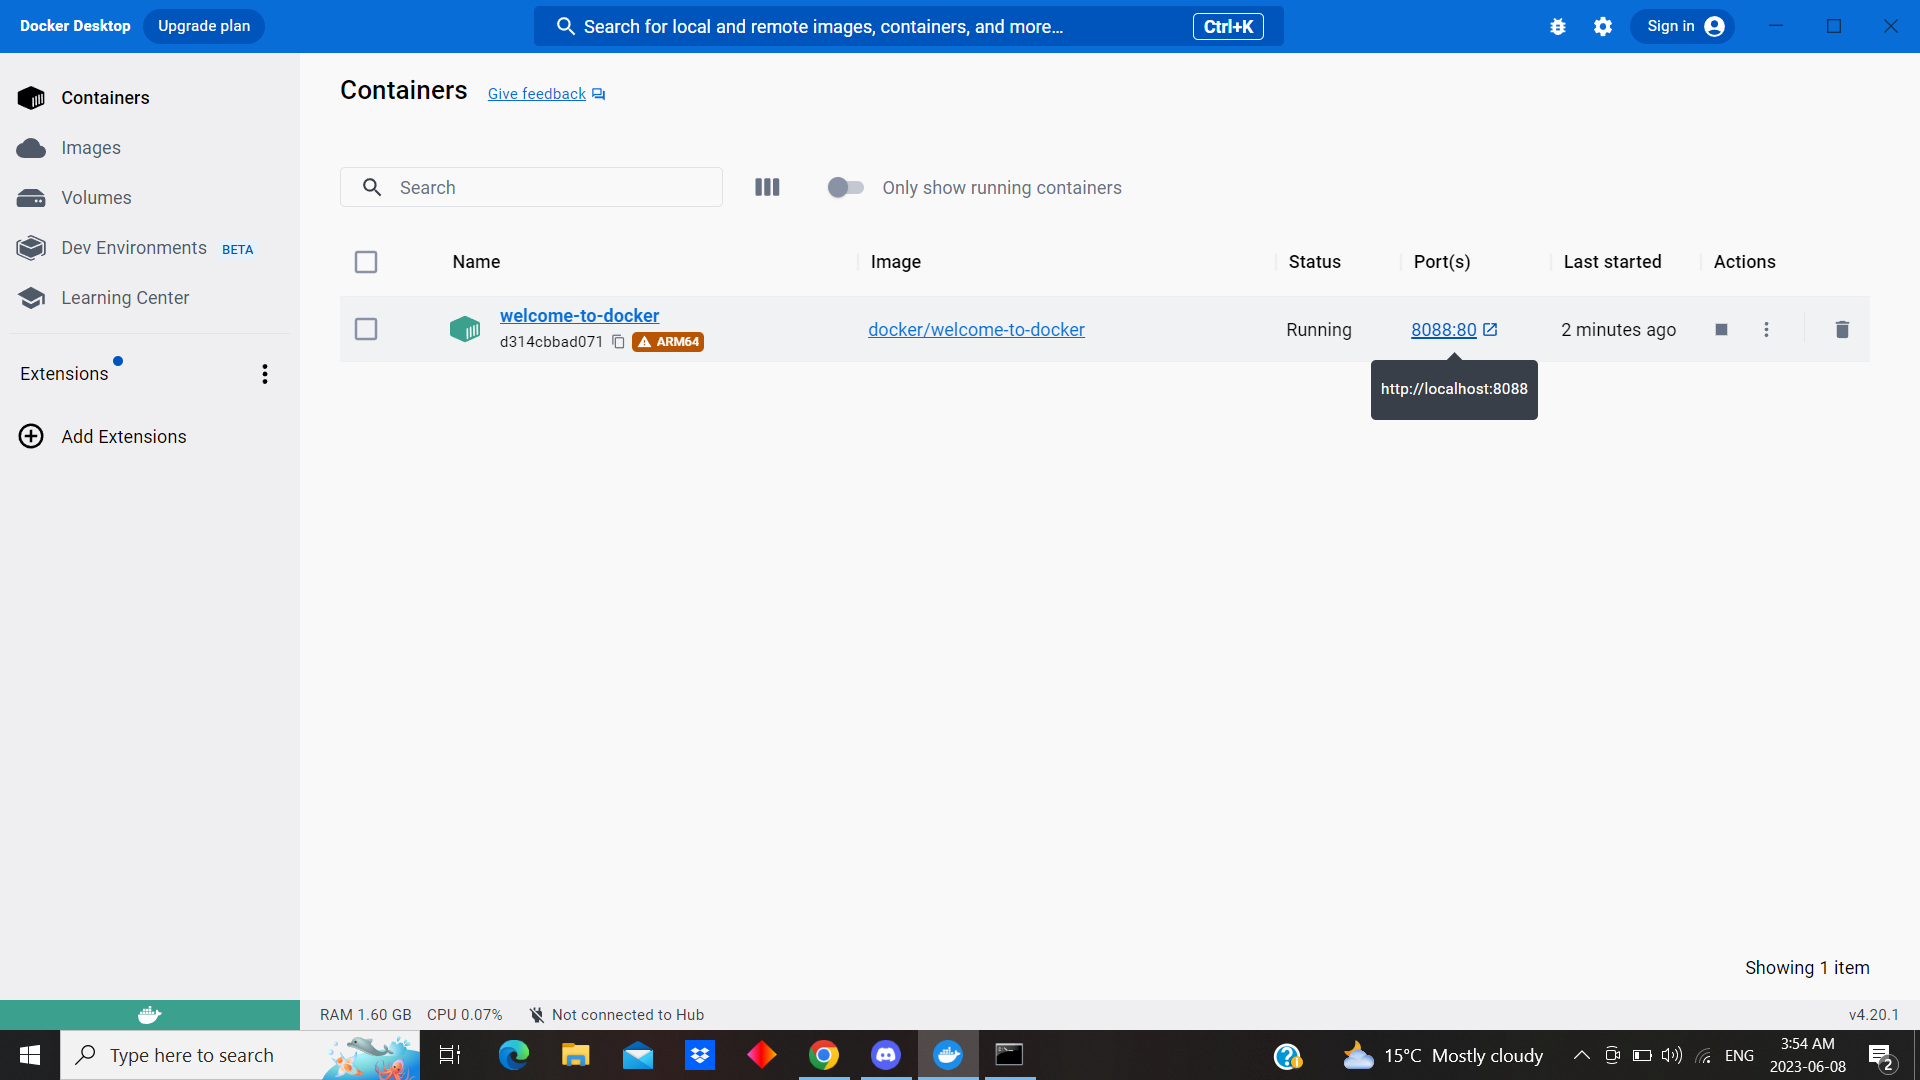 Docker Desktop Upgrade plan Search for local and remote images, containers, and more... Ctrl+K Sign in
Containers
Images
Volumes
Dev Environments BETA
Learning Center
Extensions
Add Extensions
Containers Give feedback
Search Only show running containers
Name Image Status Port(s) Last started Actions
welcome-to-docker
d314cbbad071 ARM64
docker/welcome-to-docker Running 8088:80 2 minutes ago
http://localhost:8088
Showing 1 item
RAM 1.60 GB CPU 0.07% Not connected to Hub v4.20.1
Type here to search 15°C Mostly cloudy ENG
3:54 AM
2023-06-08
2